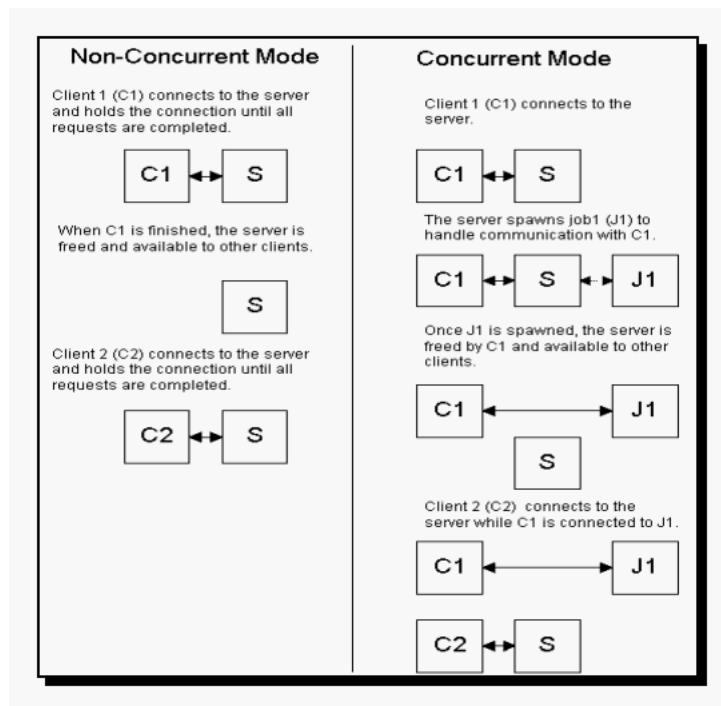 Non-Concurrent Mode
Client 1 (C1) connects to the server
and holds the connection until all
requests are completed.
C1 S
When C1 is finished, the server is
freed and available to other clients.
S
Client 2 (C2) connects to the server
and holds the connection until all
requests are completed.
C2 S
Concurrent Mode
Client 1 (C1) connects to the
server.
C1 S
The server spawns job1 (J1) to
handle communication with C1.
C1 S J1
Once J1 is spawned, the server is
freed by C1 and available to other
clients.
C1 J1
S
Client 2 (C2) connects to the
server while C1 is connected to J1.
C1 J1
C2 S